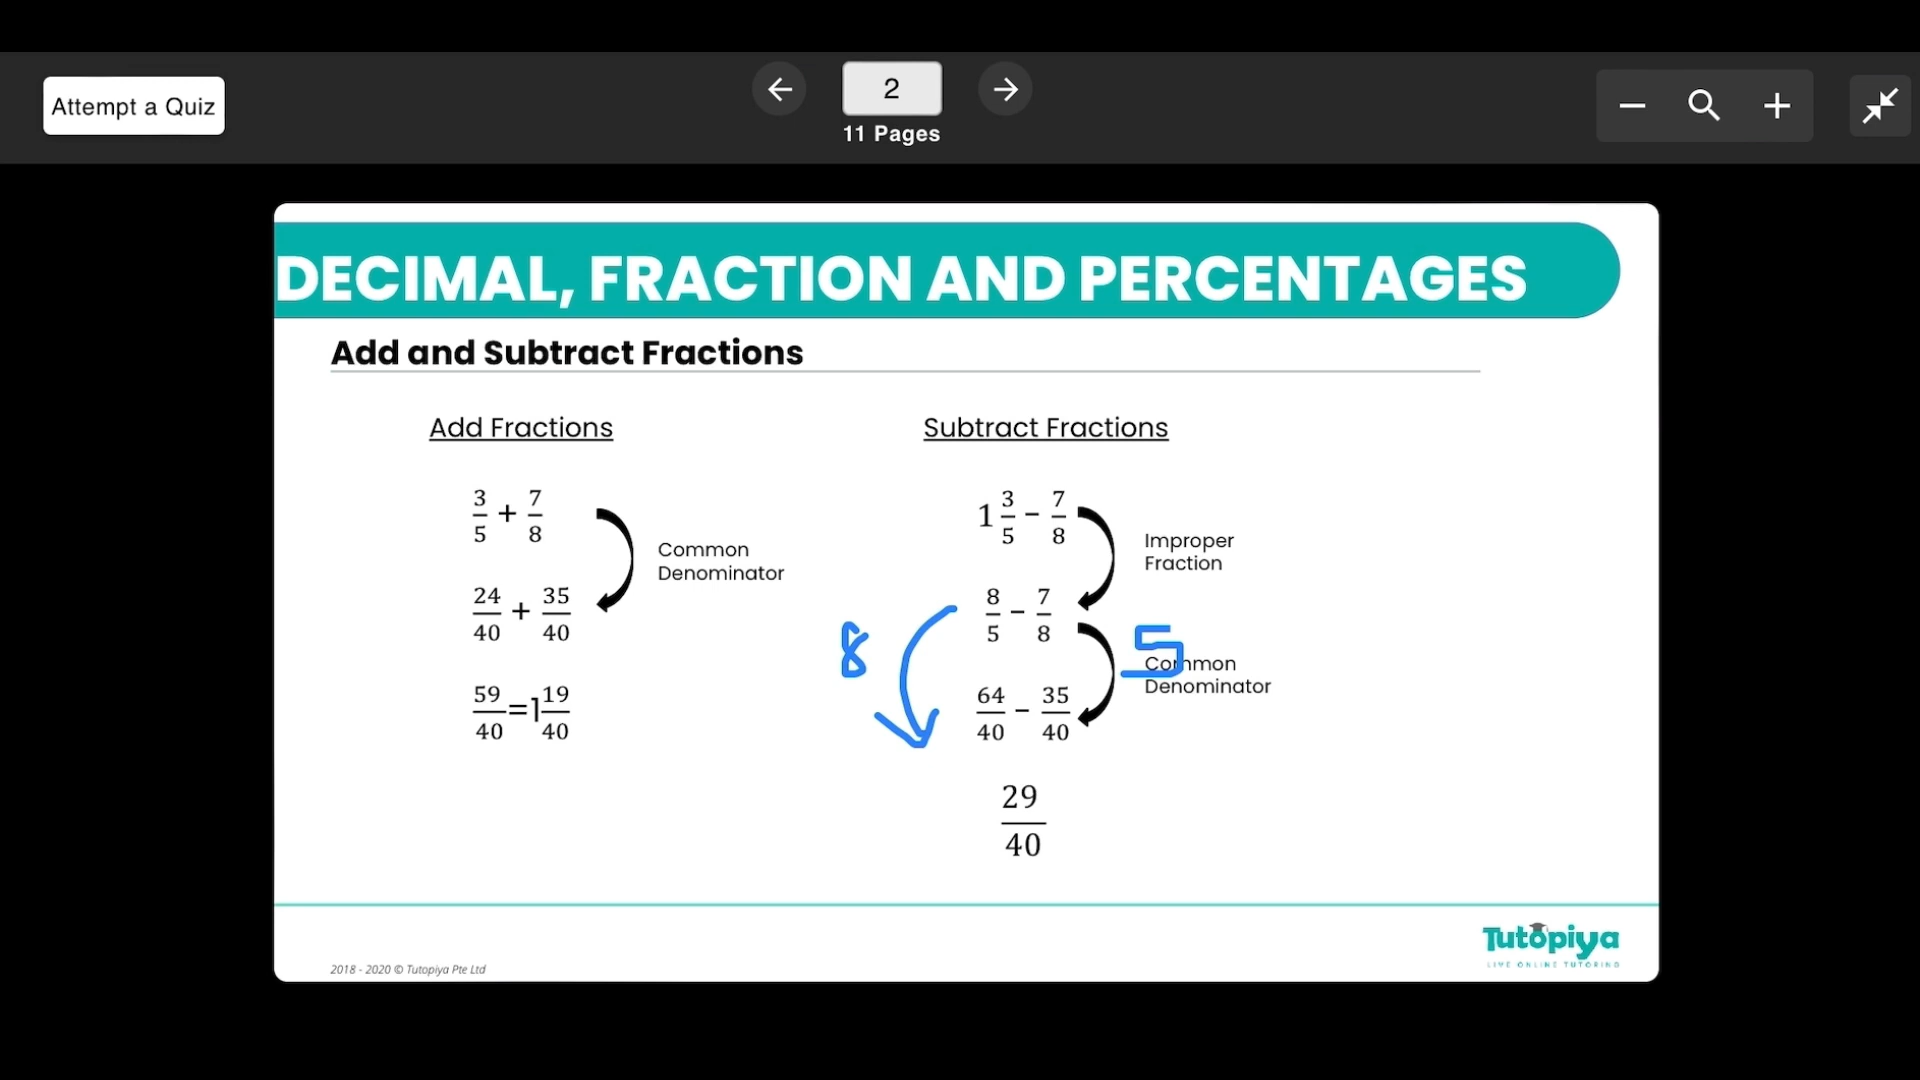 Attempt a Quiz
2
11 Pages
DECIMAL, FRACTION AND PERCENTAGES
Add and Subtract Fractions
Add Fractions
3/5 + 7/8
Common
Denominator
24/40 + 35/40
59/40 = 1 19/40
Subtract Fractions
1 3/5 − 7/8
Improper
Fraction
8/5 − 7/8
8
5
Common
Denominator
64/40 − 35/40
29/40
2018 - 2020 © Tutopiya Pte Ltd
Tutopiya
LIVE ONLINE TUTORING